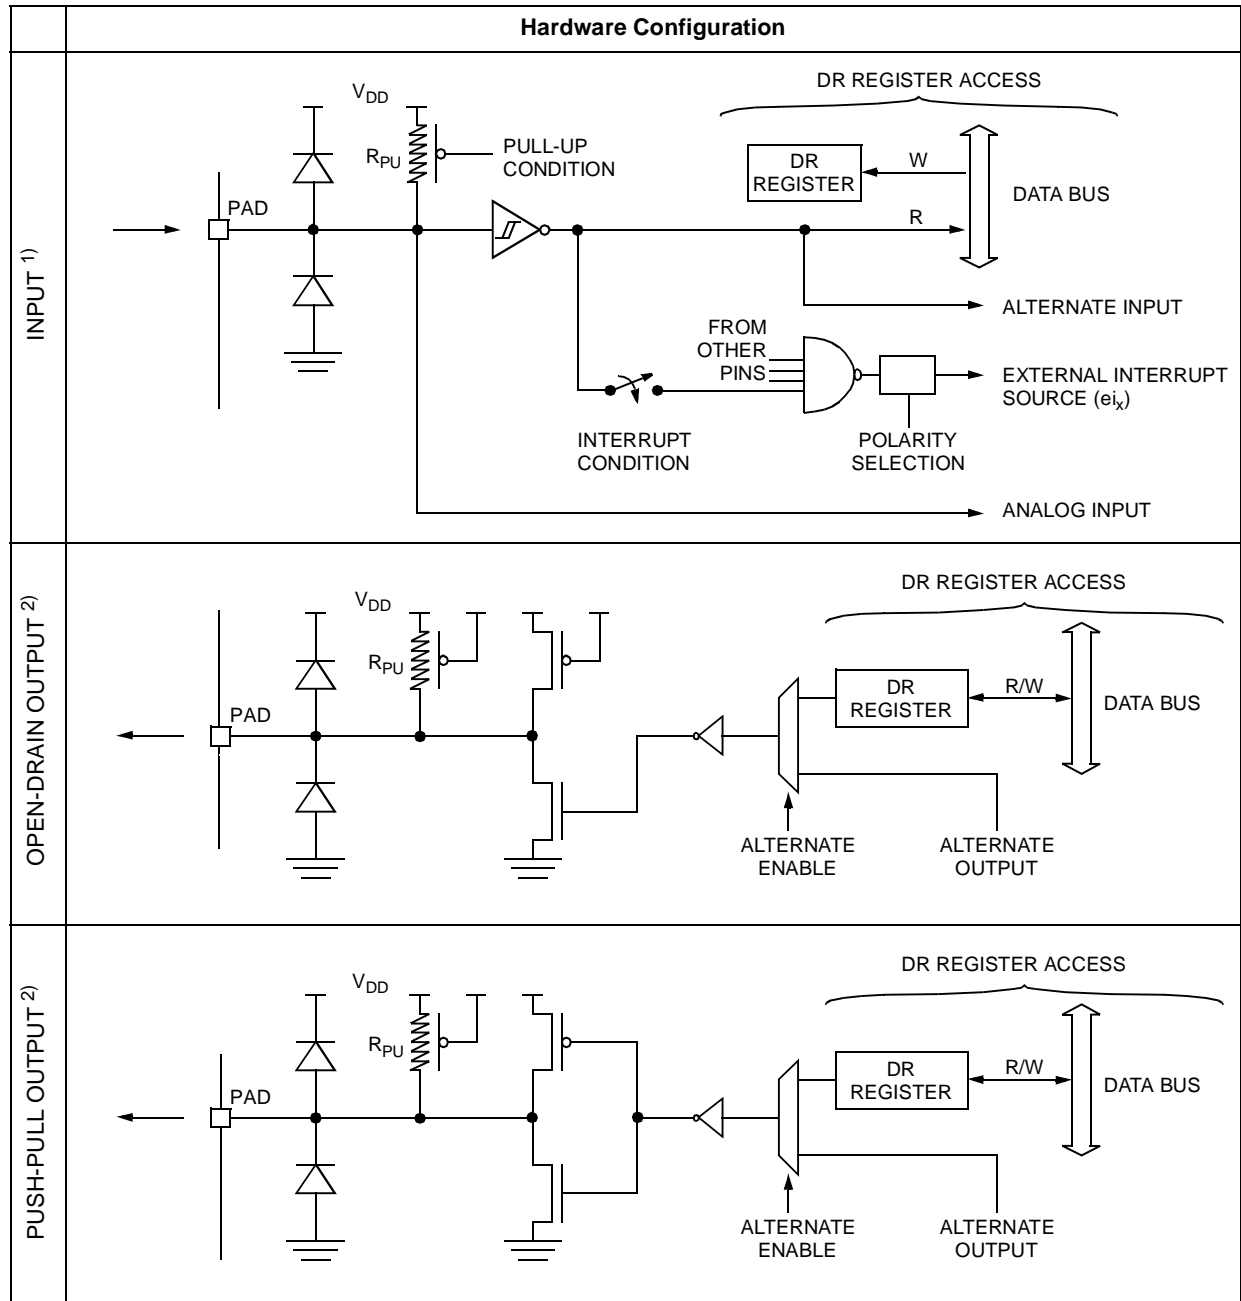 Hardware Configuration
INPUT 1)
DR REGISTER ACCESS
VDD
RPU
PULL-UP
CONDITION
DR
REGISTER
W
DATA BUS
PAD
R
ALTERNATE INPUT
FROM
OTHER
PINS
EXTERNAL INTERRUPT
SOURCE (eix)
INTERRUPT
CONDITION
POLARITY
SELECTION
ANALOG INPUT
OPEN-DRAIN OUTPUT 2)
DR REGISTER ACCESS
VDD
RPU
DR
REGISTER
R/W
DATA BUS
PAD
ALTERNATE
ENABLE
ALTERNATE
OUTPUT
PUSH-PULL OUTPUT 2)
DR REGISTER ACCESS
VDD
RPU
DR
REGISTER
R/W
DATA BUS
PAD
ALTERNATE
ENABLE
ALTERNATE
OUTPUT